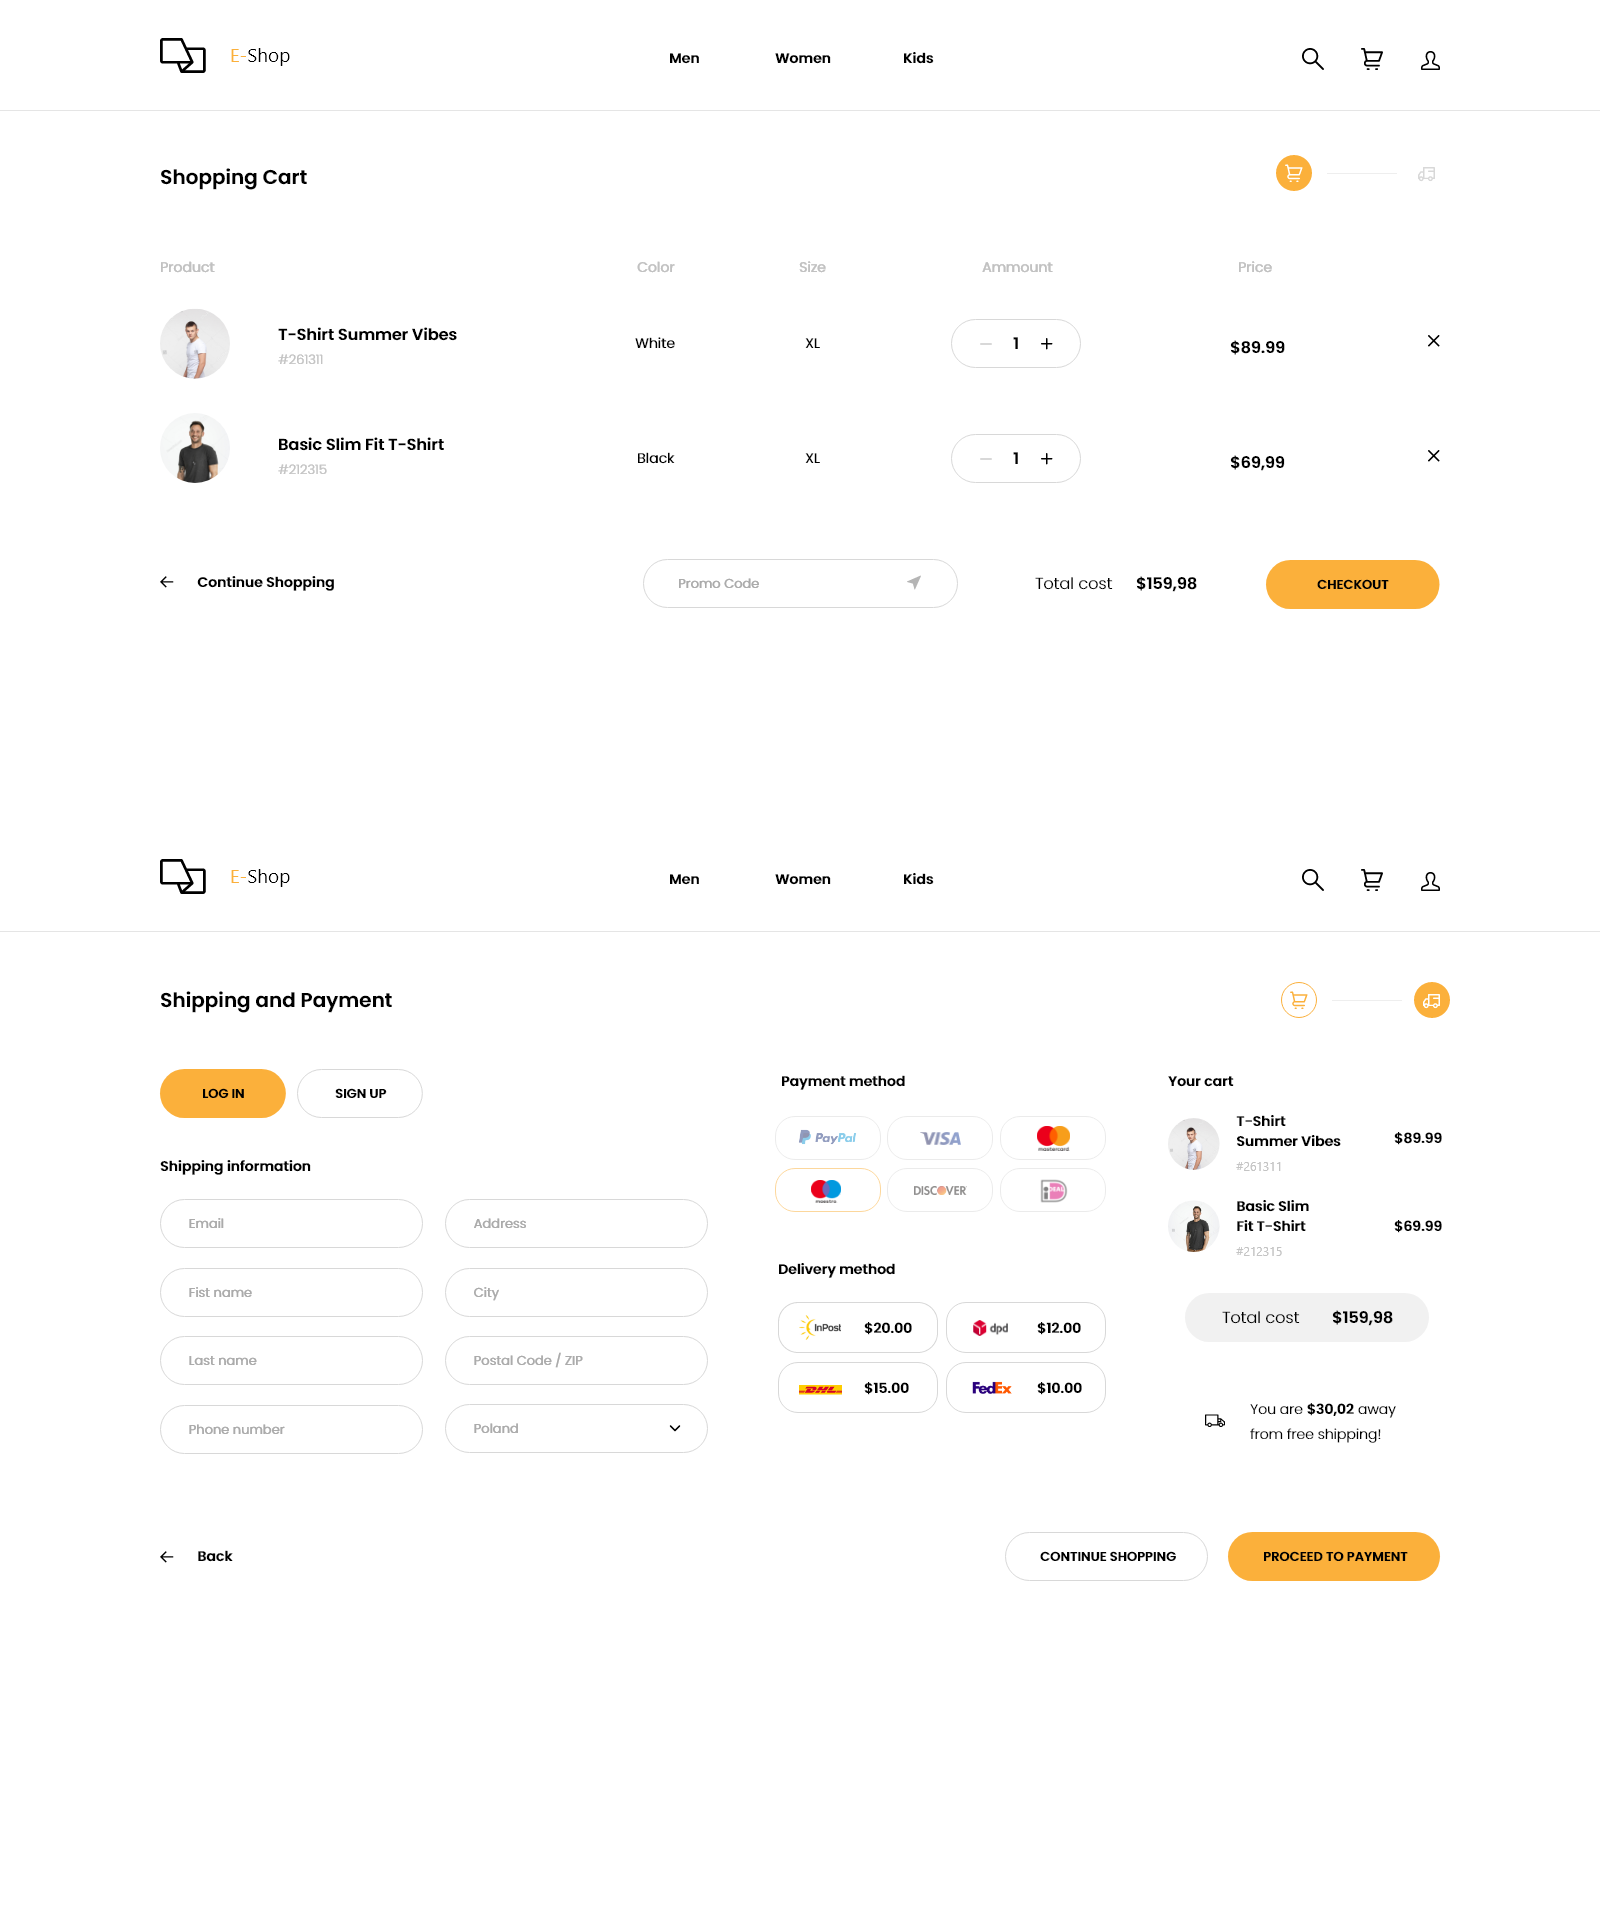 E-Shop
Men
Women
Kids
Shopping Cart
Product
Color
Size
Ammount
Price
T-Shirt Summer Vibes
#261311
White
XL
1
$89.99
Basic Slim Fit T-Shirt
#212315
Black
XL
1
$69,99
Continue Shopping
Promo Code
Total cost
$159,98
CHECKOUT
E-Shop
Men
Women
Kids
Shipping and Payment
LOG IN
SIGN UP
Shipping information
Email
Address
Fist name
City
Last name
Postal Code / ZIP
Phone number
Poland
Payment method
PayPal
VISA
mastercard
maestro
DISCOVER
iDEAL
Delivery method
InPost
$20.00
dpd
$12.00
DHL
$15.00
FedEx
$10.00
Your cart
T-Shirt
Summer Vibes
#261311
$89.99
Basic Slim
Fit T-Shirt
#212315
$69.99
Total cost
$159,98
You are $30,02 away
from free shipping!
Back
CONTINUE SHOPPING
PROCEED TO PAYMENT